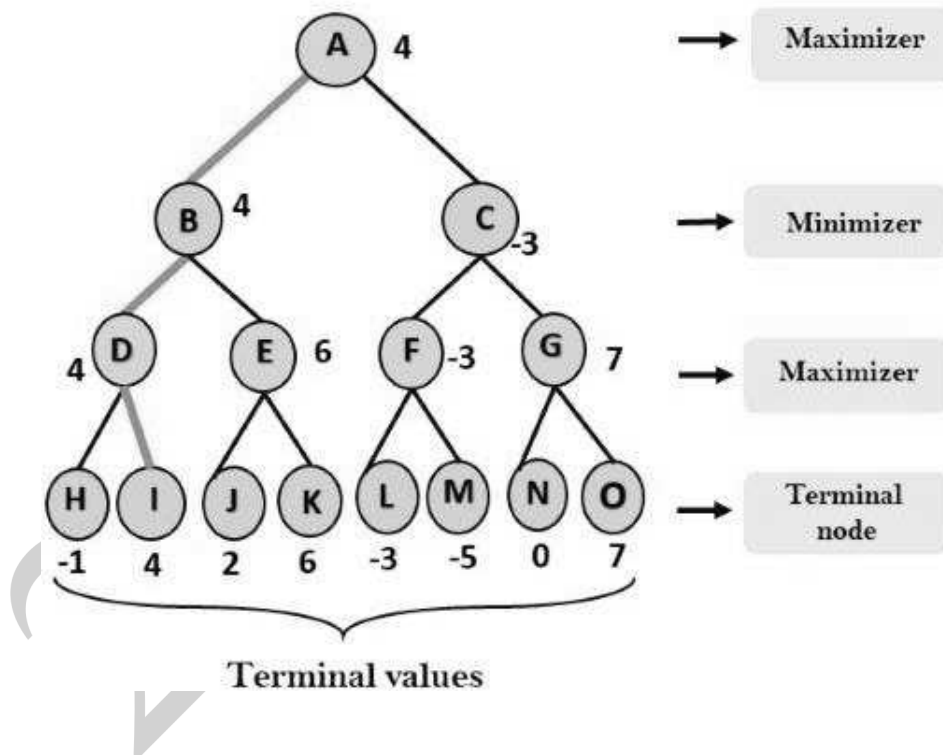 A 4 Maximizer
B 4 C -3 Minimizer
D 4 E 6 F -3 G 7 Maximizer
H I J K L M N O Terminal
node
-1 4 2 6 -3 -5 0 7
Terminal values